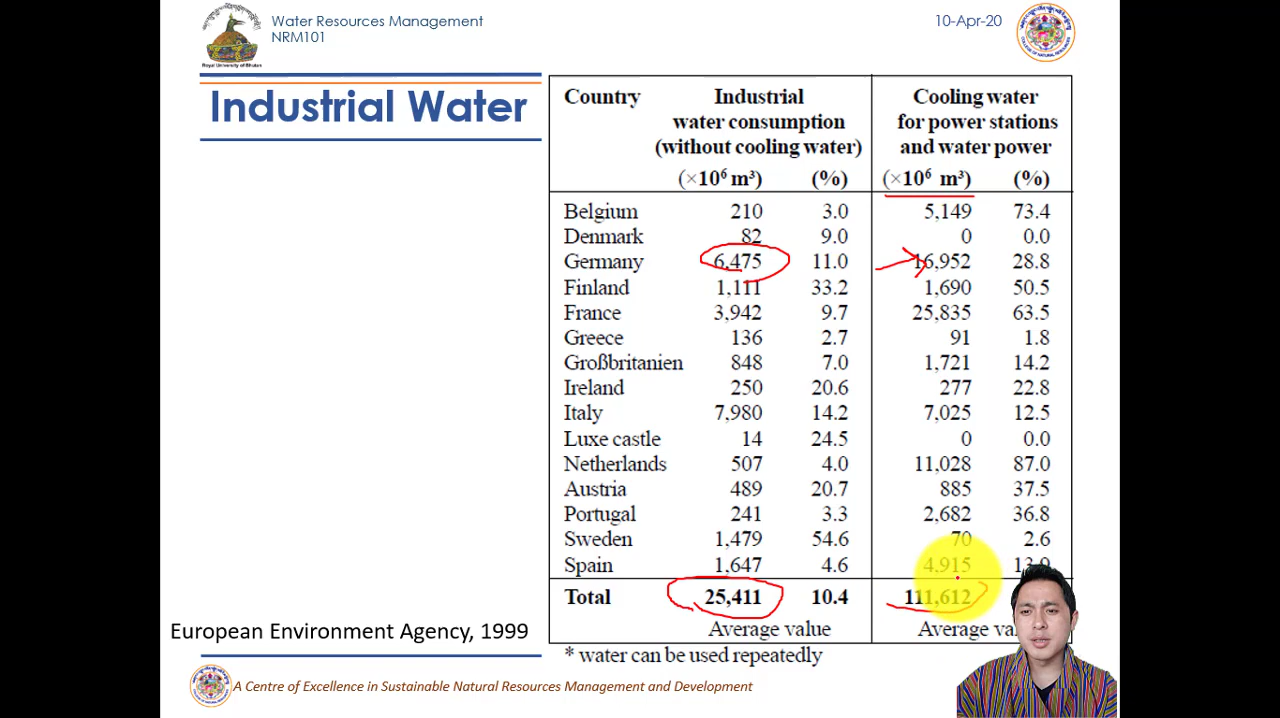 Water Resources Management
NRM101
10-Apr-20
Royal University of Bhutan
Industrial Water
Country Industrial Cooling water
water consumption for power stations
(without cooling water) and water power
(×10⁶ m³) (%) (×10⁶ m³) (%)
Belgium 210 3.0 5,149 73.4
Denmark 82 9.0 0 0.0
Germany 6,475 11.0 16,952 28.8
Finland 1,111 33.2 1,690 50.5
France 3,942 9.7 25,835 63.5
Greece 136 2.7 91 1.8
Großbritanien 848 7.0 1,721 14.2
Ireland 250 20.6 277 22.8
Italy 7,980 14.2 7,025 12.5
Luxe castle 14 24.5 0 0.0
Netherlands 507 4.0 11,028 87.0
Austria 489 20.7 885 37.5
Portugal 241 3.3 2,682 36.8
Sweden 1,479 54.6 70 2.6
Spain 1,647 4.6 4,915
Total 25,411 10.4 111,612
Average value Average
* water can be used repeatedly
European Environment Agency, 1999
A Centre of Excellence in Sustainable Natural Resources Management and Development